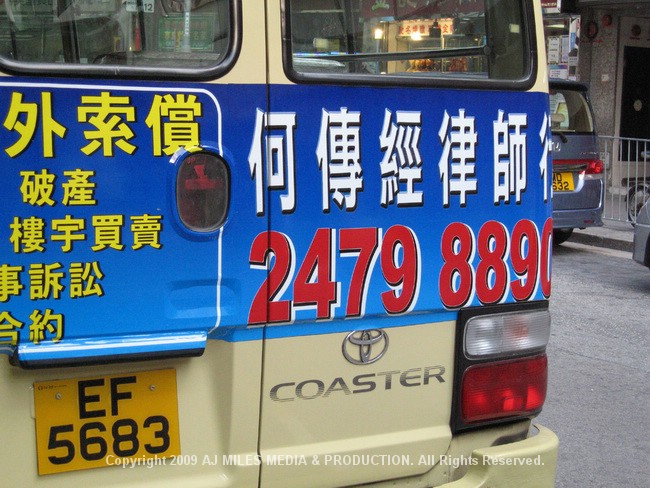 外索償
破產
樓宇買賣
事訴訟
合約
何傳經律師
2479 8890
COASTER
EF
5683
Copyright 2009 AJ MILES MEDIA & PRODUCTION. All Rights Reserved.